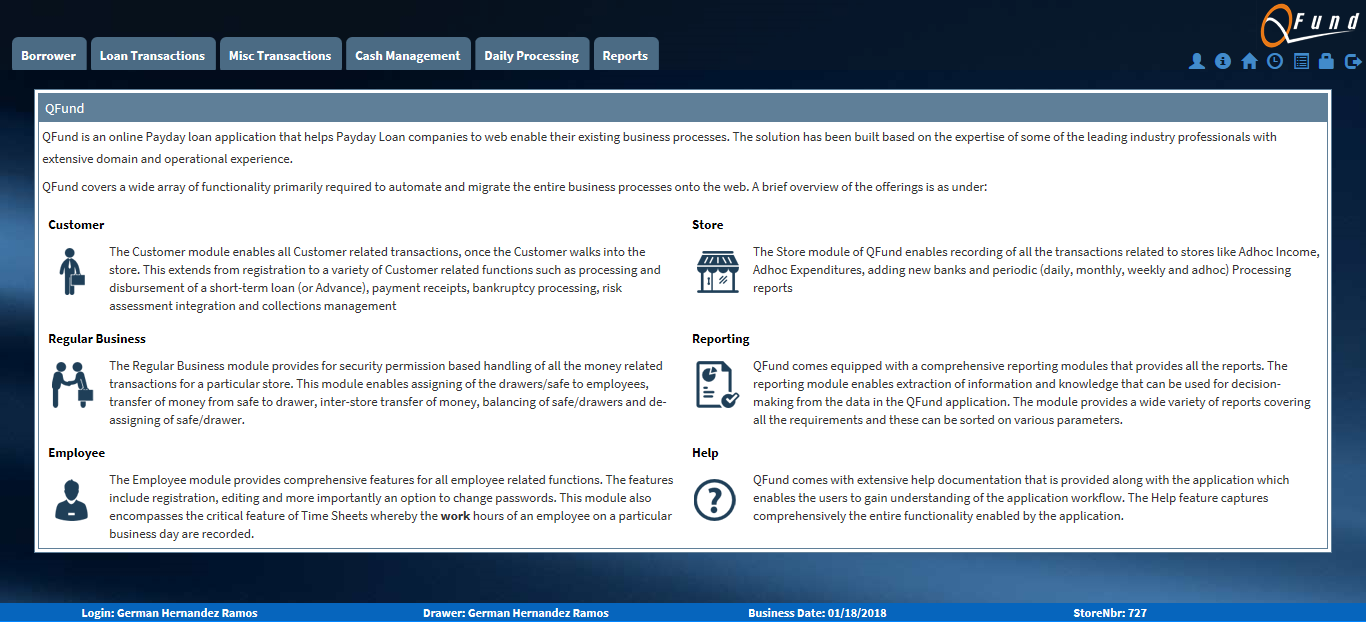 QFund
Borrower
Loan Transactions
Misc Transactions
Cash Management
Daily Processing
Reports
QFund
QFund is an online Payday loan application that helps Payday Loan companies to web enable their existing business processes. The solution has been built based on the expertise of some of the leading industry professionals with
extensive domain and operational experience.
QFund covers a wide array of functionality primarily required to automate and migrate the entire business processes onto the web. A brief overview of the offerings is as under:
Customer
The Customer module enables all Customer related transactions, once the Customer walks into the
store. This extends from registration to a variety of Customer related functions such as processing and
disbursement of a short-term loan (or Advance), payment receipts, bankruptcy processing, risk
assessment integration and collections management
Store
The Store module of QFund enables recording of all the transactions related to stores like Adhoc Income,
Adhoc Expenditures, adding new banks and periodic (daily, monthly, weekly and adhoc) Processing
reports
Regular Business
The Regular Business module provides for security permission based handling of all the money related
transactions for a particular store. This module enables assigning of the drawers/safe to employees,
transfer of money from safe to drawer, inter-store transfer of money, balancing of safe/drawers and de-
assigning of safe/drawer.
Reporting
QFund comes equipped with a comprehensive reporting modules that provides all the reports. The
reporting module enables extraction of information and knowledge that can be used for decision-
making from the data in the QFund application. The module provides a wide variety of reports covering
all the requirements and these can be sorted on various parameters.
Employee
The Employee module provides comprehensive features for all employee related functions. The features
include registration, editing and more importantly an option to change passwords. This module also
encompasses the critical feature of Time Sheets whereby the work hours of an employee on a particular
business day are recorded.
Help
QFund comes with extensive help documentation that is provided along with the application which
enables the users to gain understanding of the application workflow. The Help feature captures
comprehensively the entire functionality enabled by the application.
Login: German Hernandez Ramos
Drawer: German Hernandez Ramos
Business Date: 01/18/2018
StoreNbr: 727